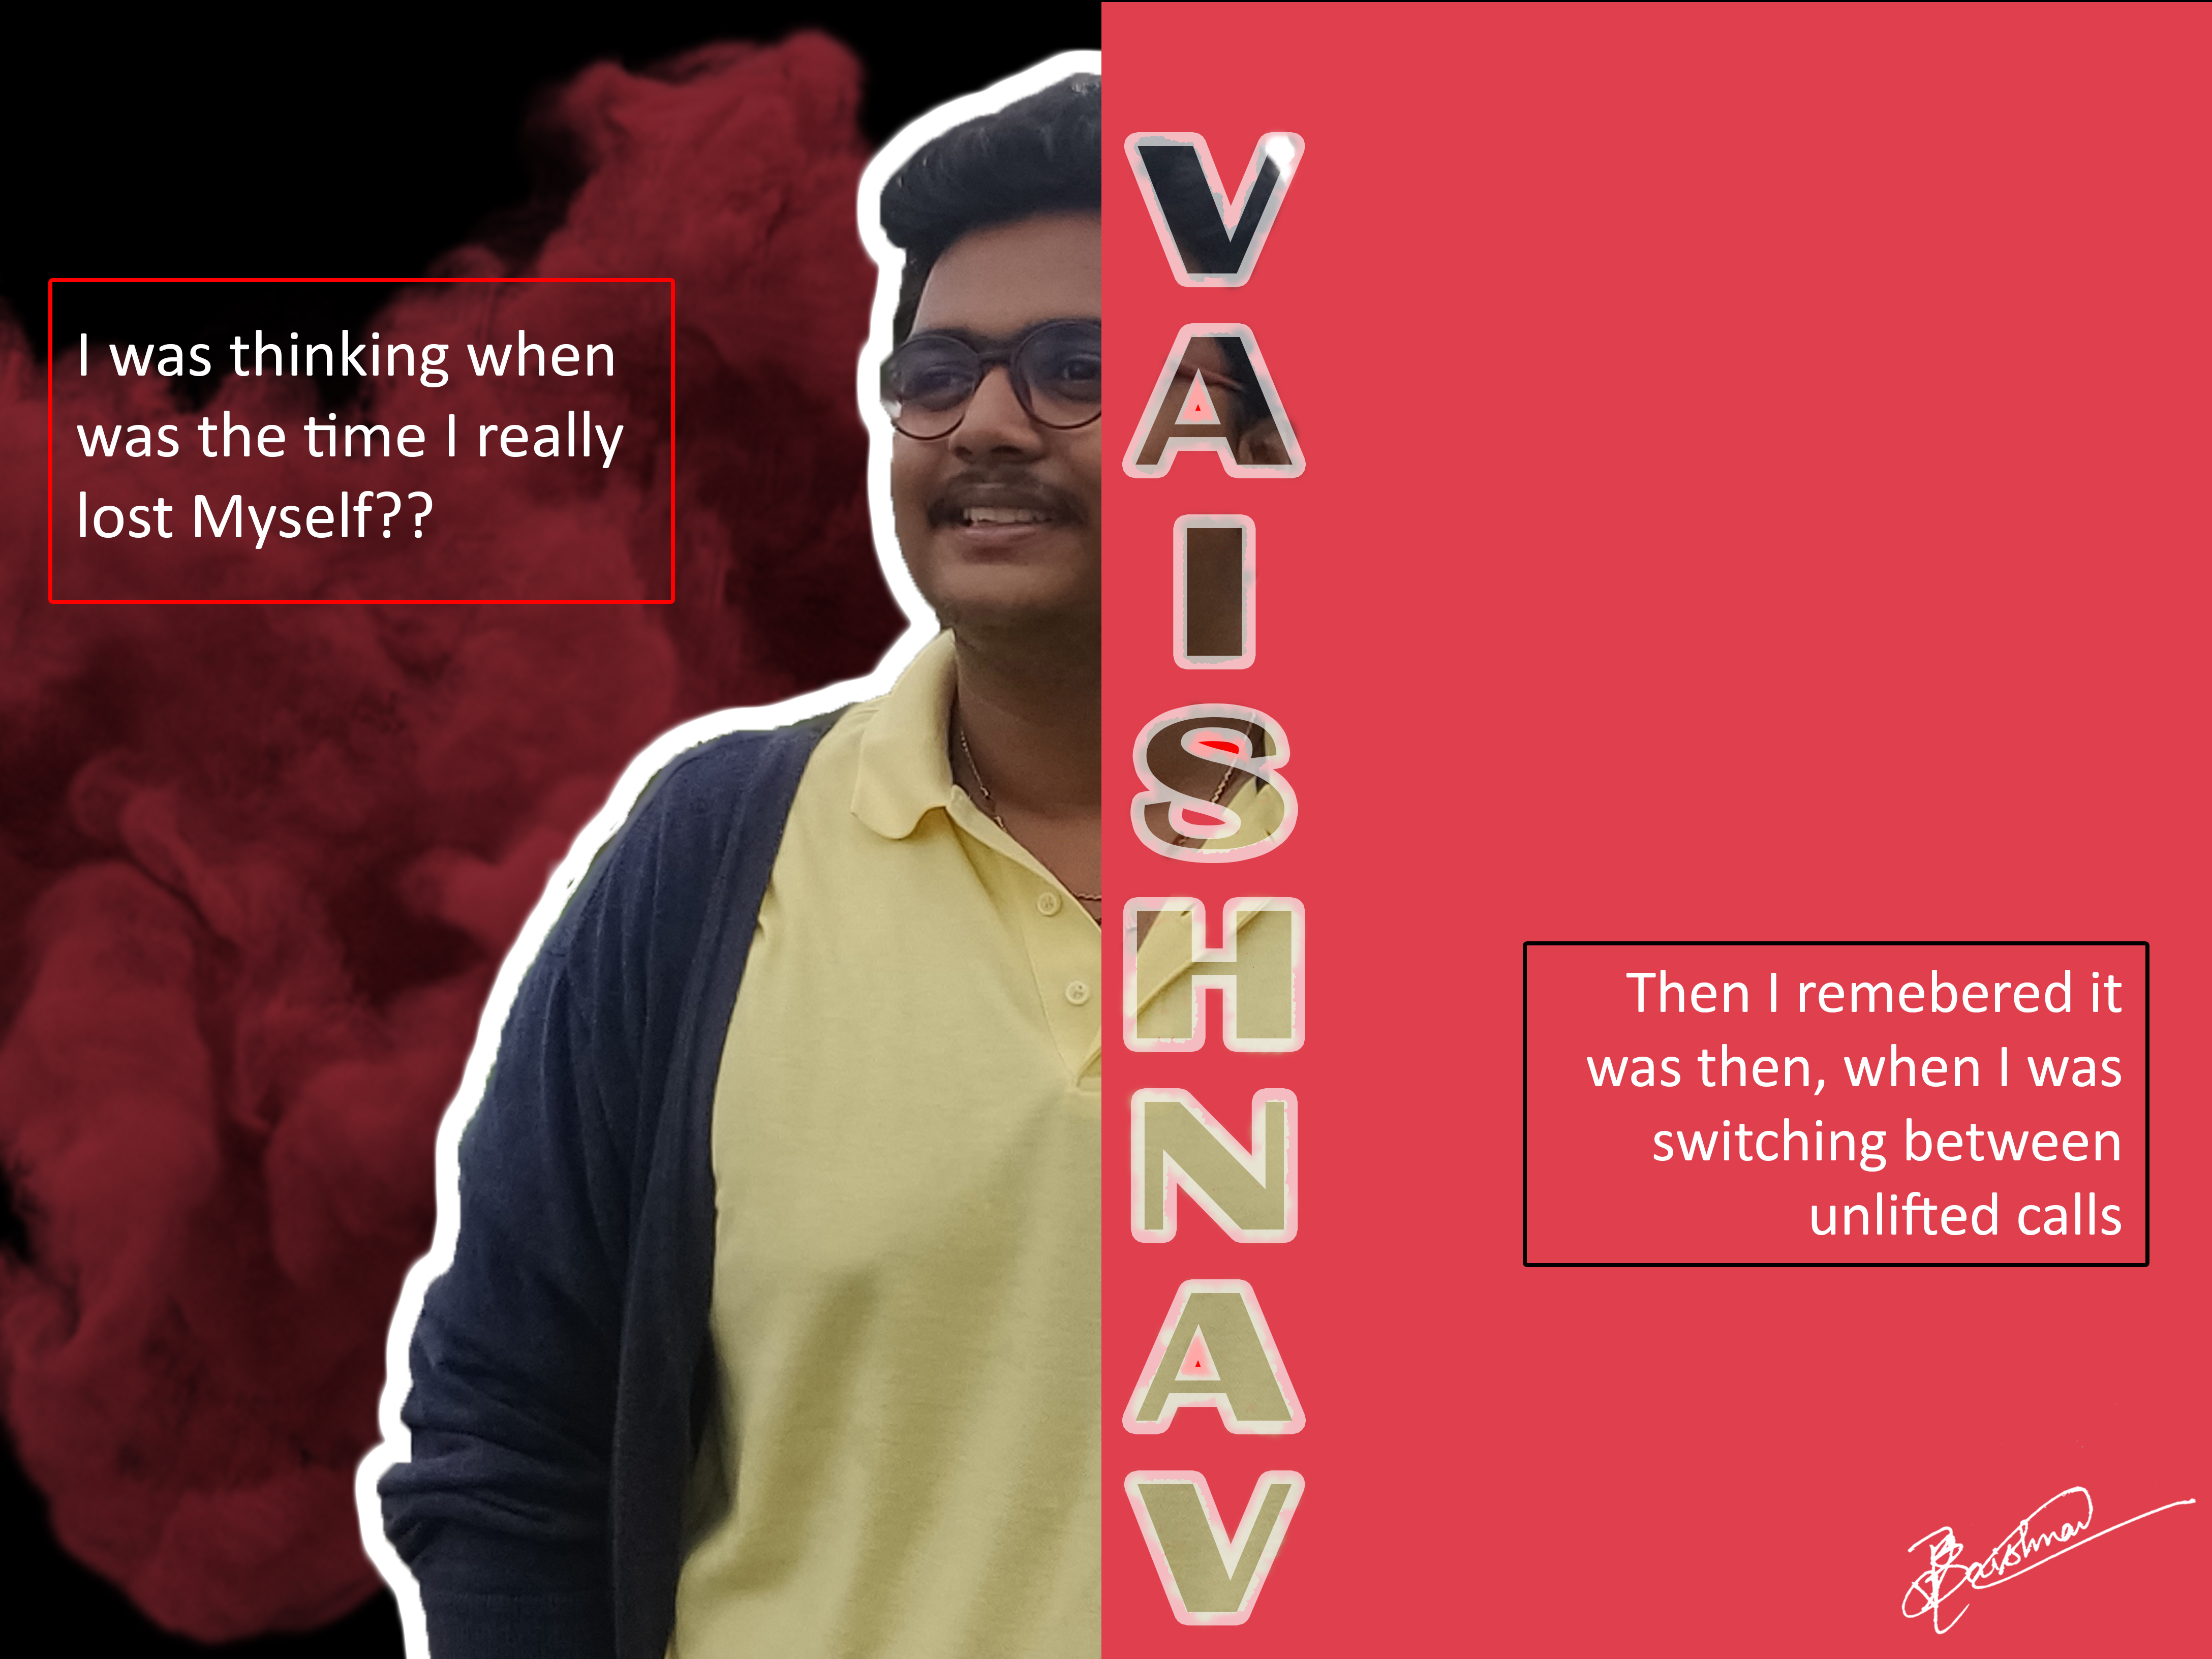 I was thinking when
was the time I really
lost Myself??
VAISHNAV
Then I remebered it
was then, when I was
switching between
unlifted calls